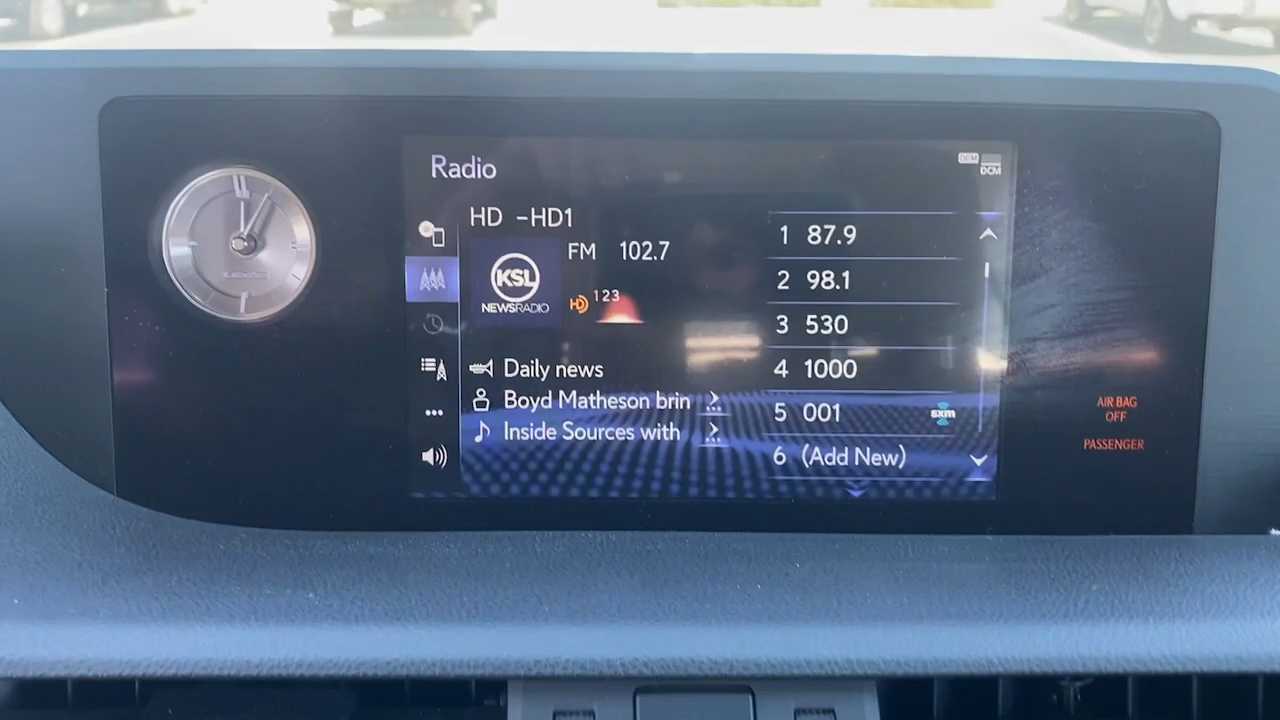 Radio
DCM
DCM
HD -HD1
FM 102.7
KSL
NEWSRADIO
HD 123
Daily news
Boyd Matheson brin
Inside Sources with
1 87.9
2 98.1
3 530
4 1000
5 001 sxm
6 (Add New)
AIR BAG
OFF
PASSENGER